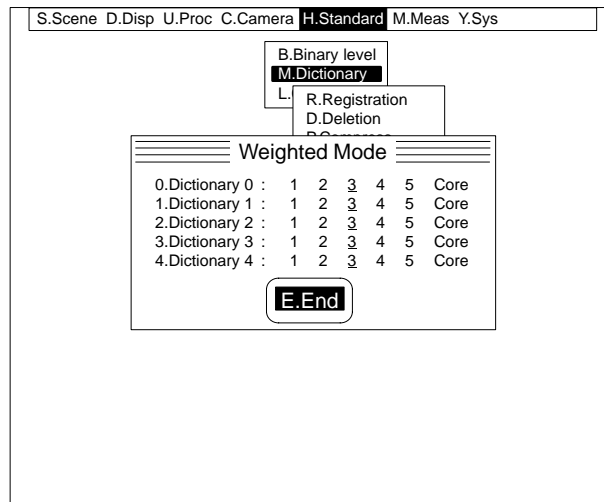 S.Scene D.Disp U.Proc C.Camera H.Standard M.Meas Y.Sys
B.Binary level
M.Dictionary
L.
R.Registration
D.Deletion
Weighted Mode
0.Dictionary 0 : 1 2 3 4 5 Core
1.Dictionary 1 : 1 2 3 4 5 Core
2.Dictionary 2 : 1 2 3 4 5 Core
3.Dictionary 3 : 1 2 3 4 5 Core
4.Dictionary 4 : 1 2 3 4 5 Core
E.End